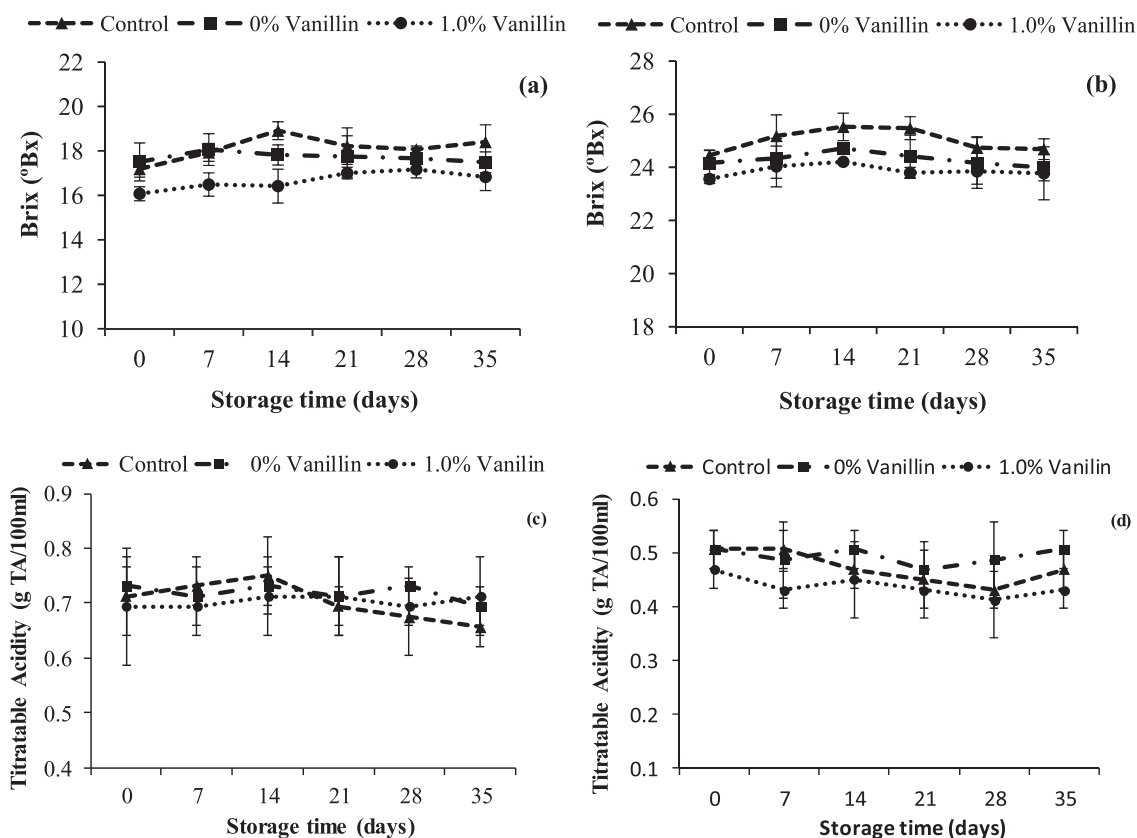 Control 0% Vanillin 1.0% Vanillin
(a)
Brix (ºBx)
22
20
18
16
14
12
10
0 7 14 21 28 35
Storage time (days)
Control 0% Vanillin 1.0% Vanillin
(b)
Brix (ºBx)
28
26
24
22
20
18
0 7 14 21 28 35
Storage time (days)
Control 0% Vanillin 1.0% Vanilin
(c)
Titratable Acidity (g TA/100ml)
0.9
0.8
0.7
0.6
0.5
0.4
0 7 14 21 28 35
Storage time (days)
Control 0% Vanillin 1.0% Vanilin
(d)
Titratable Acidity (g TA/100ml)
0.6
0.5
0.4
0.3
0.2
0.1
0 7 14 21 28 35
Storage time (days)